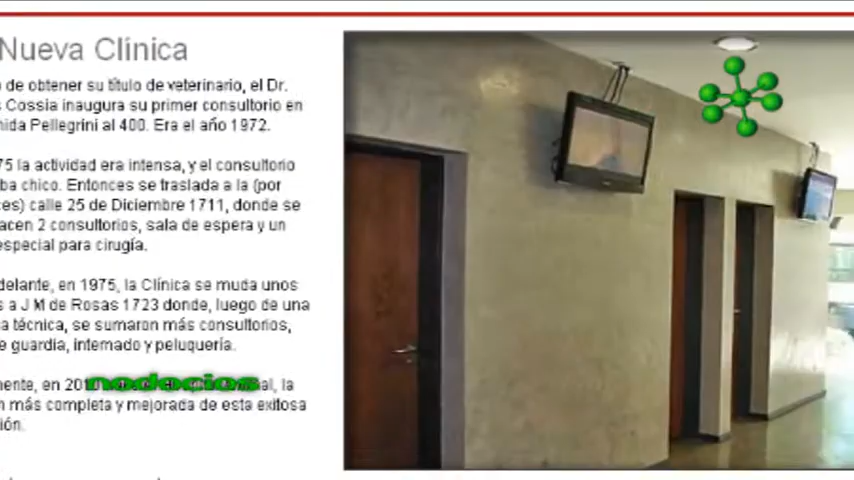 Nueva Clínica
de obtener su título de veterinario, el Dr.
Cossia inaugura su primer consultorio en
Pellegrini al 400. Era el año 1972.
75 la actividad era intensa, y el consultorio
ba chico. Entonces se traslada a la (por
calle 25 de Diciembre 1711, donde se
acen 2 consultorios, sala de espera y un
especial para cirugía.
delante, en 1975, la Clínica se muda unos
a J M de Rosas 1723 donde, luego de una
a técnica, se sumaron más consultorios,
e guardia, internado y peluquería.
mente, en 201
nodocios
al, la
n más completa y mejorada de esta exitosa
ión.